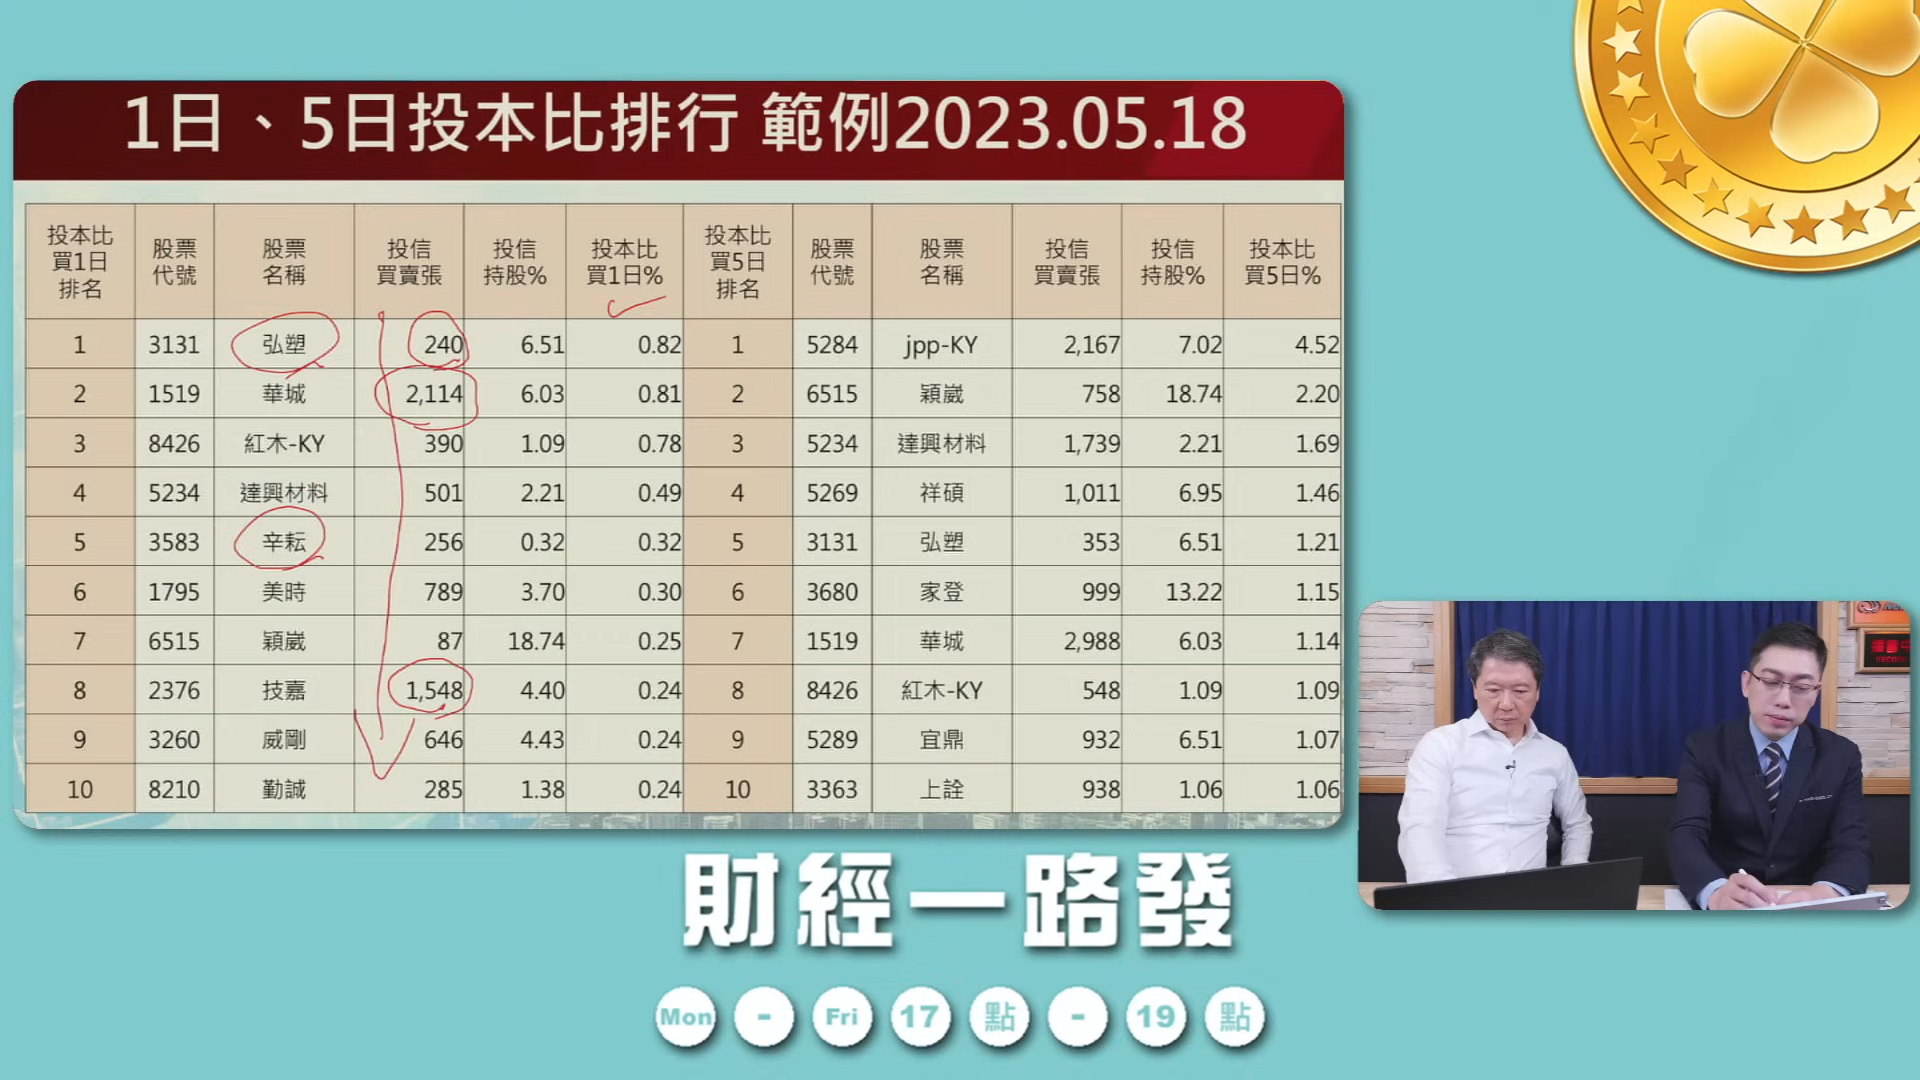 1日、5日投本比排行 範例2023.05.18
投本比買1日排名 股票代號 股票名稱 投信買賣張 投信持股% 投本比買1日% 投本比買5日排名 股票代號 股票名稱 投信買賣張 投信持股% 投本比買5日%
1 3131 弘塑 240 6.51 0.82 1 5284 jpp-KY 2,167 7.02 4.52
2 1519 華城 2,114 6.03 0.81 2 6515 穎崴 758 18.74 2.20
3 8426 紅木-KY 390 1.09 0.78 3 5234 達興材料 1,739 2.21 1.69
4 5234 達興材料 501 2.21 0.49 4 5269 祥碩 1,011 6.95 1.46
5 3583 辛耘 256 0.32 0.32 5 3131 弘塑 353 6.51 1.21
6 1795 美時 789 3.70 0.30 6 3680 家登 999 13.22 1.15
7 6515 穎崴 87 18.74 0.25 7 1519 華城 2,988 6.03 1.14
8 2376 技嘉 1,548 4.40 0.24 8 8426 紅木-KY 548 1.09 1.09
9 3260 威剛 646 4.43 0.24 9 5289 宜鼎 932 6.51 1.07
10 8210 勤誠 285 1.38 0.24 10 3363 上詮 938 1.06 1.06
財經一路發
Mon - Fri 17 點 - 19 點